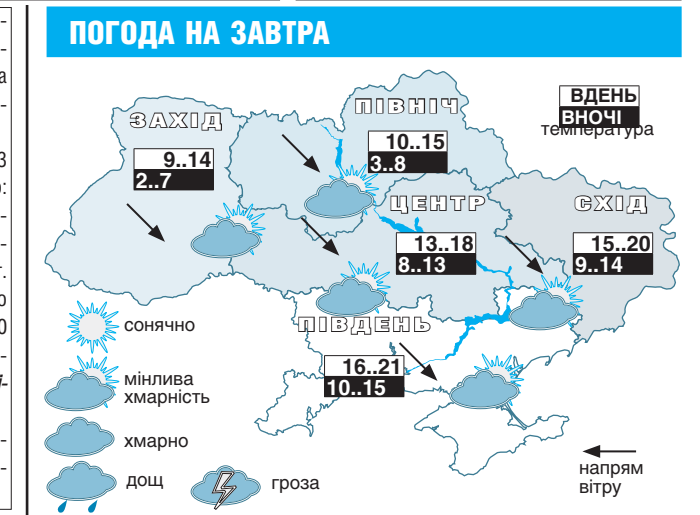 ПОГОДА НА ЗАВТРА
ПІВНІЧ
10..15
3..8
ВДЕНЬ
ВНОЧІ
температура
ЗАХІД
9..14
2..7
ЦЕНТР
13..18
8..13
СХІД
15..20
9..14
ПІВДЕНЬ
16..21
10..15
сонячно
мінлива
хмарність
хмарно
дощ
гроза
напрям
вітру